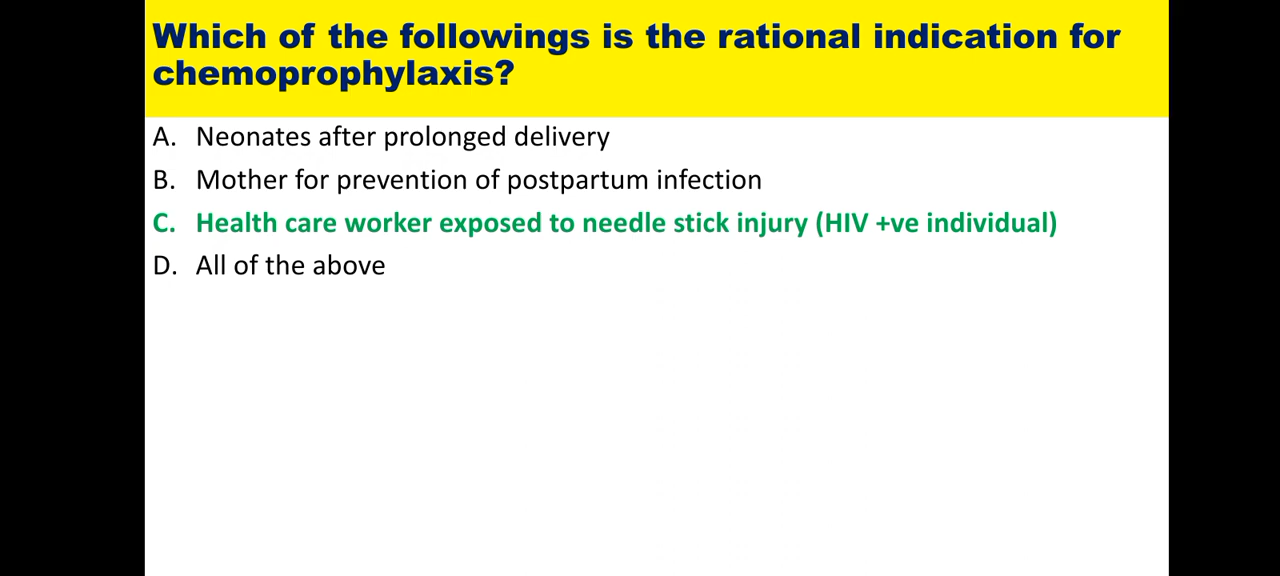 Which of the followings is the rational indication for
chemoprophylaxis?
A. Neonates after prolonged delivery
B. Mother for prevention of postpartum infection
C. Health care worker exposed to needle stick injury (HIV +ve individual)
D. All of the above